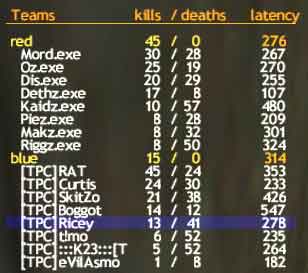 Teams kills / deaths latency
red 45 / 0 276
Mord.exe 30 / 28 267
Oz.exe 25 / 19 270
Dis.exe 20 / 29 255
Dethz.exe 17 / 8 107
Kaidz.exe 10 / 57 480
Piez.exe 8 / 28 209
Makz.exe 8 / 32 301
Riggz.exe 8 / 50 324
blue 15 / 0 314
[TPC]RAT 45 / 24 353
[TPC]Curtis 24 / 30 233
[TPC]SkitZo 21 / 38 426
[TPC]Boggot 14 / 12 547
[TPC]Ricey 13 / 41 278
[TPC]t!mo 6 / 52 235
[TPC]:::K23:::[T 5 / 52 264
[TPC]eVilAsmo 1 / 8 182